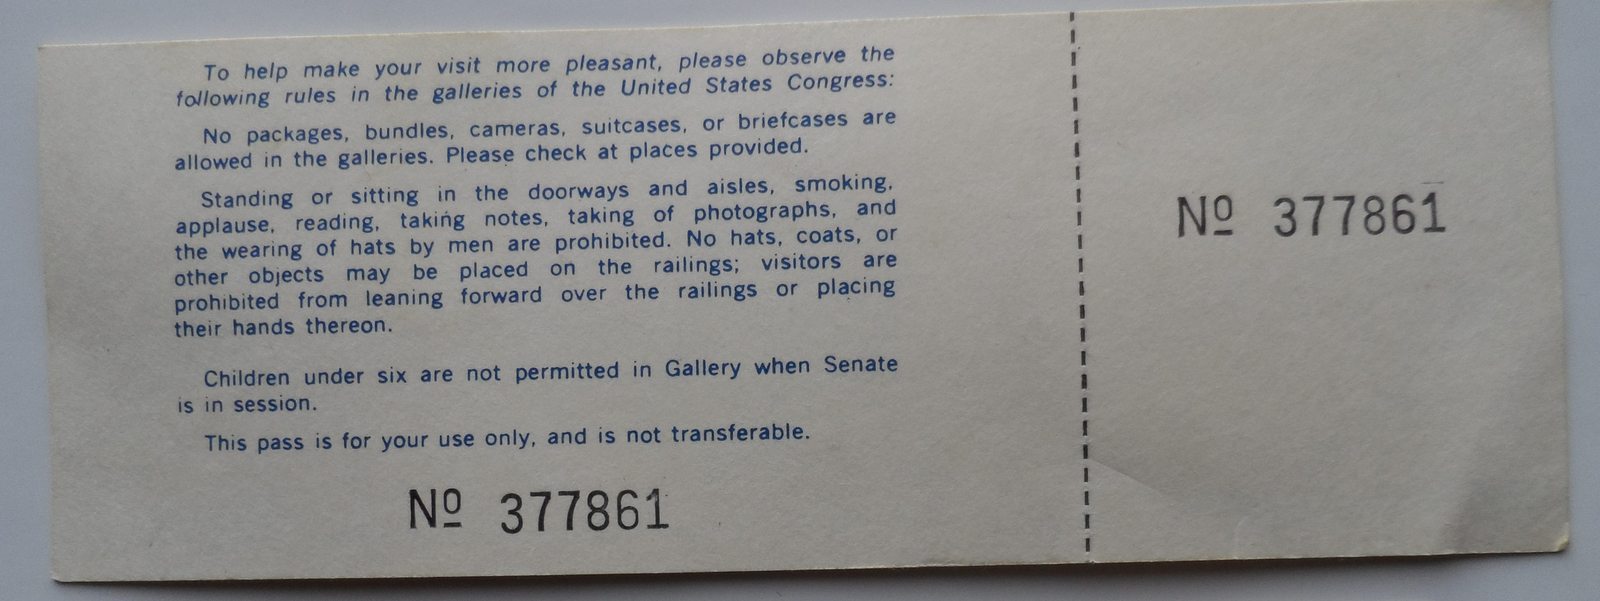 To help make your visit more pleasant, please observe the
following rules in the galleries of the United States Congress:
No packages, bundles, cameras, suitcases, or briefcases are
allowed in the galleries. Please check at places provided.
Standing or sitting in the doorways and aisles, smoking,
applause, reading, taking notes, taking of photographs, and
the wearing of hats by men are prohibited. No hats, coats, or
other objects may be placed on the railings; visitors are
prohibited from leaning forward over the railings or placing
their hands thereon.
Children under six are not permitted in Gallery when Senate
is in session.
This pass is for your use only, and is not transferable.
Nº 377861
Nº 377861